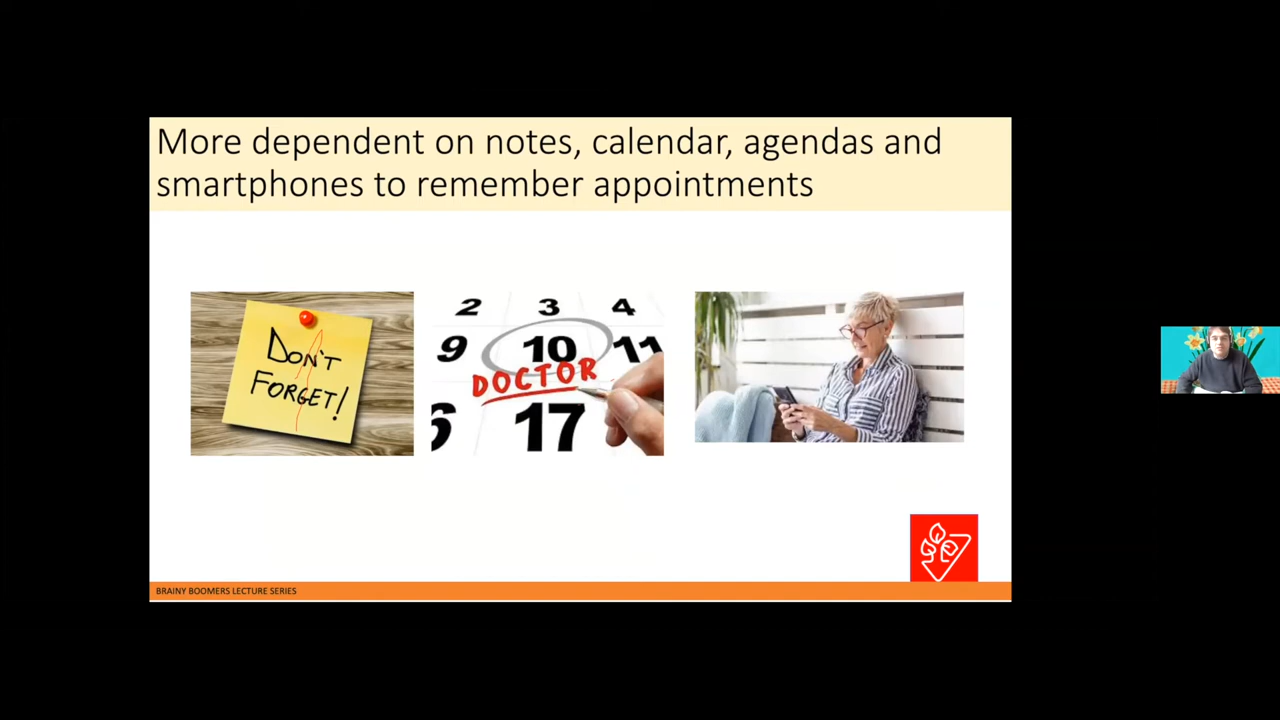 More dependent on notes, calendar, agendas and
smartphones to remember appointments
DON'T
FORGET!
2 3 4
9 10 11
DOCTOR
6 17
BRAINY BOOMERS LECTURE SERIES